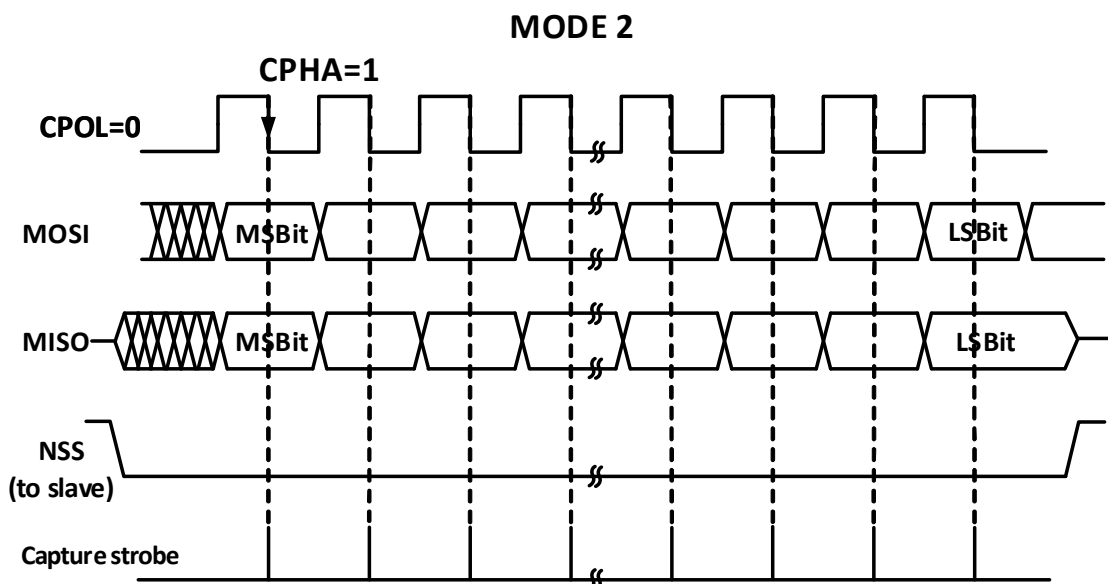 MODE 2
CPHA=1
CPOL=0
MOSI
MSBit
LSBit
MISO
MSBit
LSBit
NSS
(to slave)
Capture strobe